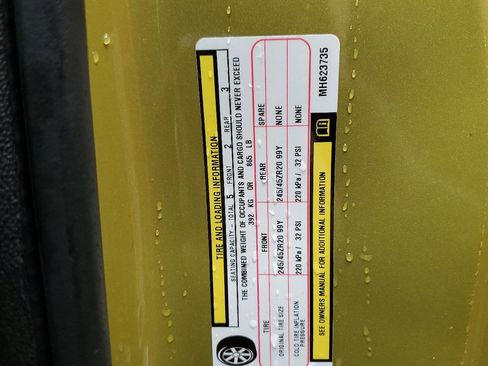 TIRE AND LOADING INFORMATION
SEATING CAPACITY - TOTAL 5 FRONT 2 REAR 3
THE COMBINED WEIGHT OF OCCUPANTS AND CARGO SHOULD NEVER EXCEED
392 KG OR 865 LB
TIRE FRONT REAR SPARE
ORIGINAL TIRE SIZE 245/45ZR20 99Y 245/45ZR20 99Y NONE
COLD TIRE INFLATION PRESSURE 220 kPa / 32 PSI 220 kPa / 32 PSI NONE
SEE OWNERS MANUAL FOR ADDITIONAL INFORMATION
MH623735